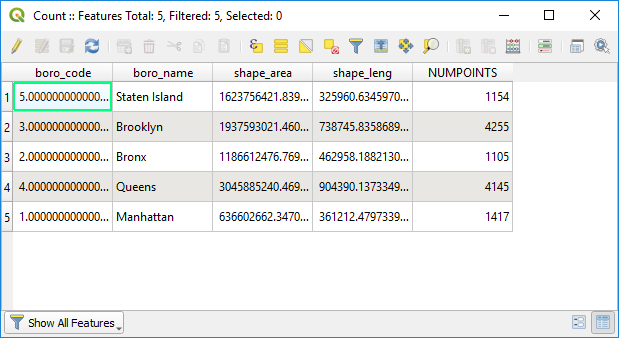 Count :: Features Total: 5, Filtered: 5, Selected: 0
boro_code boro_name shape_area shape_leng NUMPOINTS
1 5.000000000000... Staten Island 1623756421.839... 325960.6345970... 1154
2 3.000000000000... Brooklyn 1937593021.460... 738745.8358689... 4255
3 2.000000000000... Bronx 1186612476.769... 462958.1882130... 1105
4 4.000000000000... Queens 3045885240.469... 904390.1373349... 4145
5 1.000000000000... Manhattan 636602662.3470... 361212.4797339... 1417
Show All Features